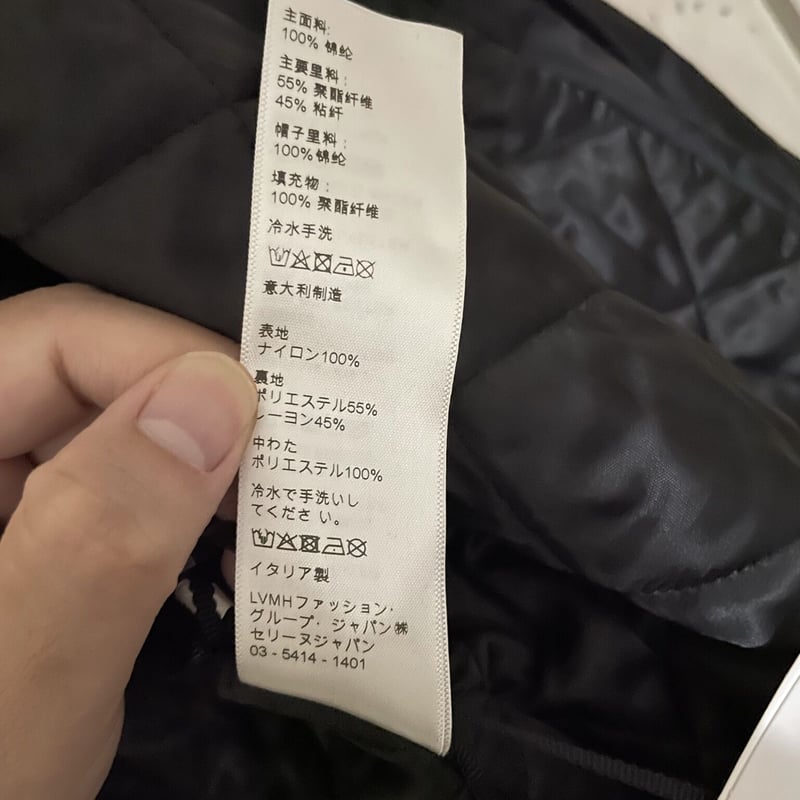 主面料:
100% 锦纶
主要里料:
55% 聚酯纤维
45% 粘纤
帽子里料:
100% 锦纶
填充物:
100% 聚酯纤维
冷水手洗
意大利制造
表地
ナイロン100%
裏地
ポリエステル55%
レーヨン45%
中わた
ポリエステル100%
冷水で手洗いし
てくださ い。
イタリア製
LVMHファッション・
グループ・ジャパン㈱
セリーヌジャパン
03 - 5414 - 1401